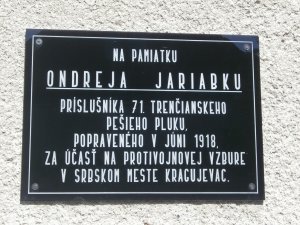 NA PAMIATKU
ONDREJA JARIABKU
PRÍSLUŠNÍKA 71. TRENČIANSKEHO
PEŠIEHO PLUKU,
POPRAVENÉHO V JÚNI 1918,
ZA ÚČASŤ NA PROTIVOJNOVEJ VZBURE
V SRBSKOM MESTE KRAGUJEVAC.